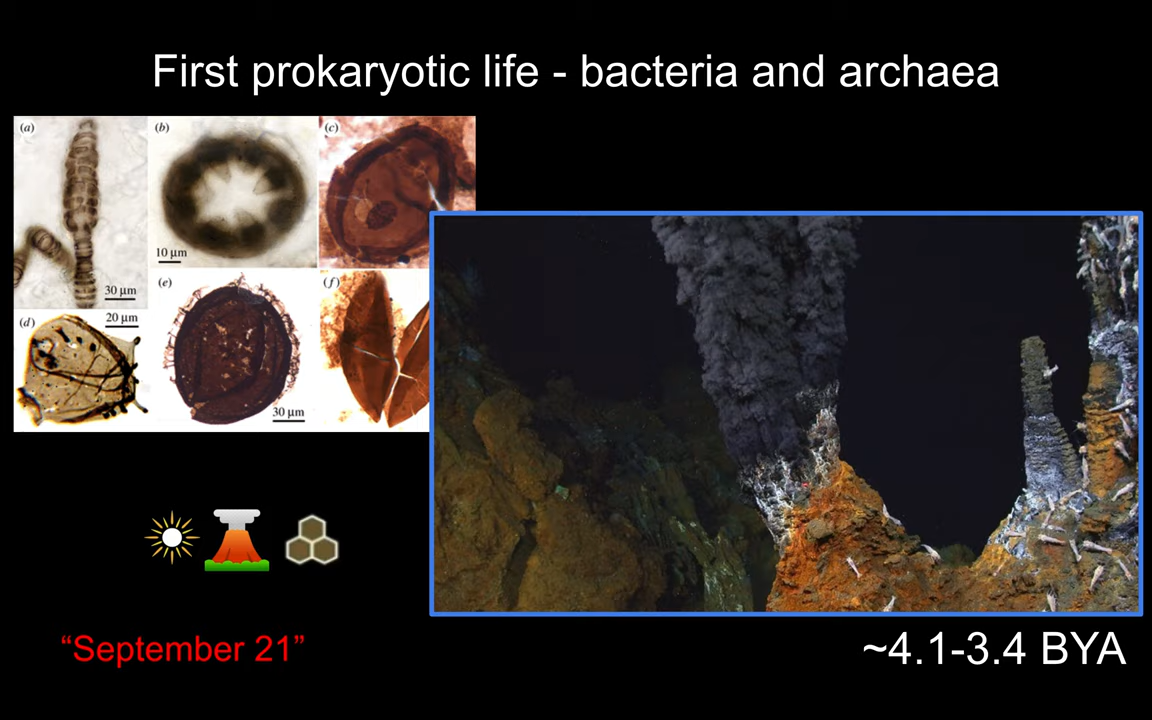 First prokaryotic life - bacteria and archaea
(a)
(b)
(c)
10 µm
30 µm
(d)
20 µm
(e)
(f)
30 µm
“September 21”
~4.1-3.4 BYA